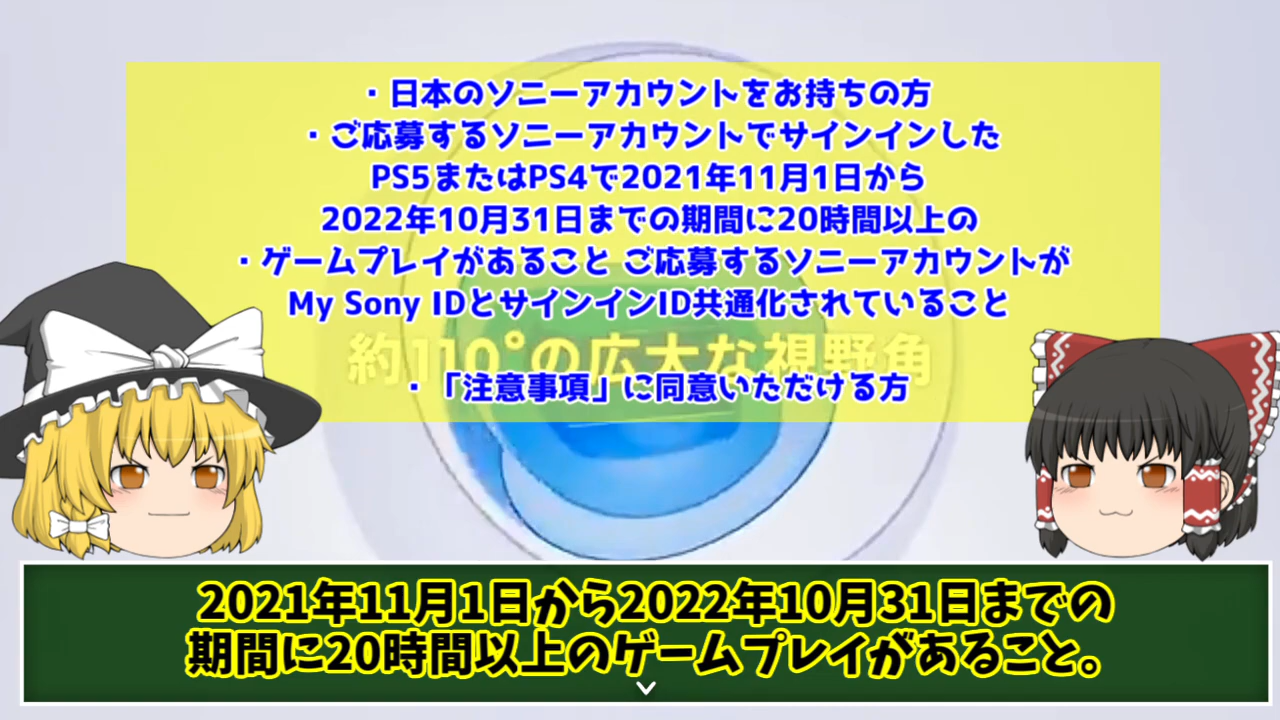 ・日本のソニーアカウントをお持ちの方
・ご応募するソニーアカウントでサインインした
PS5またはPS4で2021年11月1日から
2022年10月31日までの期間に20時間以上の
・ゲームプレイがあること ご応募するソニーアカウントが
My Sony IDとサインインID共通化されていること
約110°の広大な視野角
・「注意事項」に同意いただける方
2021年11月1日から2022年10月31日までの
期間に20時間以上のゲームプレイがあること。